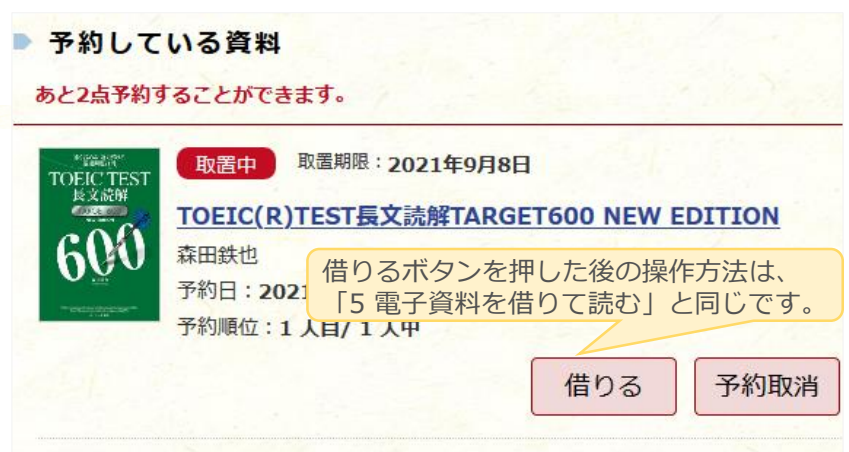 予約している資料
あと2点予約することができます。
取置中 取置期限：2021年9月8日
TOEIC TEST
長文読解
600
TOEIC(R)TEST長文読解TARGET600 NEW EDITION
森田鉄也
借りるボタンを押した後の操作方法は、
「5 電子資料を借りて読む」と同じです。
予約日：2021
予約順位：1 人目/ 1 人中
借りる 予約取消